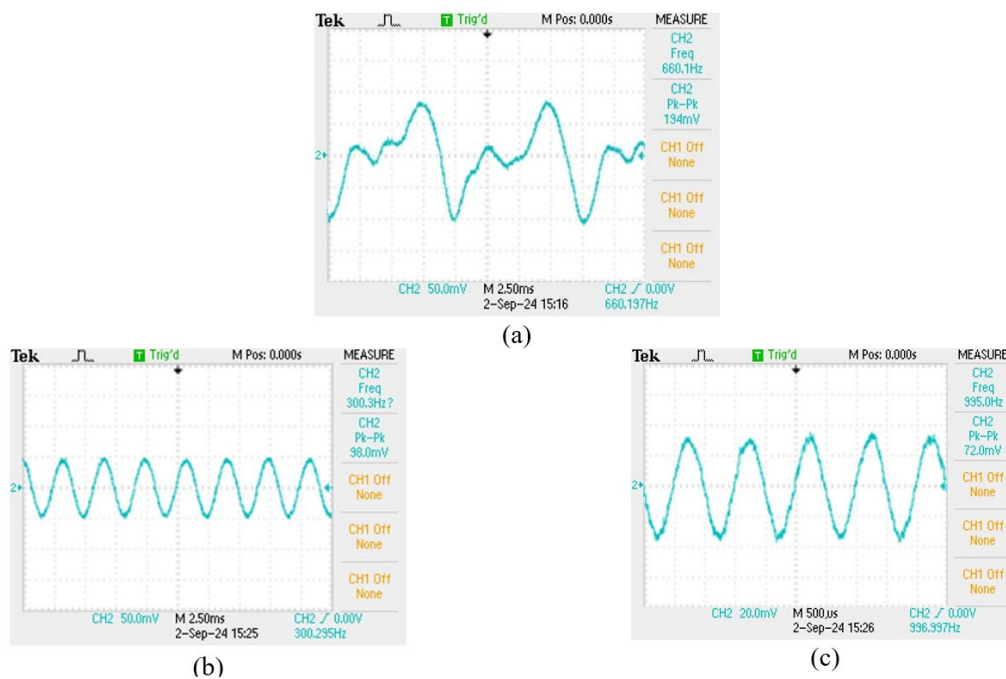 Tek T Trig'd M Pos: 0.000s MEASURE
CH2
Freq
660.1Hz
CH2
Pk-Pk
194mV
CH1 Off
None
CH1 Off
None
CH1 Off
None
2
CH2 50.0mV M 2.50ms CH2 / 0.00V
2-Sep-24 15:16 660.197Hz
(a)
Tek T Trig'd M Pos: 0.000s MEASURE
CH2
Freq
300.3Hz?
CH2
Pk-Pk
98.0mV
CH1 Off
None
CH1 Off
None
CH1 Off
None
2
CH2 50.0mV M 2.50ms CH2 / 0.00V
2-Sep-24 15:25 300.295Hz
(b)
Tek T Trig'd M Pos: 0.000s MEASURE
CH2
Freq
995.0Hz
CH2
Pk-Pk
72.0mV
CH1 Off
None
CH1 Off
None
CH1 Off
None
2
CH2 20.0mV M 500µs CH2 / 0.00V
2-Sep-24 15:26 996.997Hz
(c)